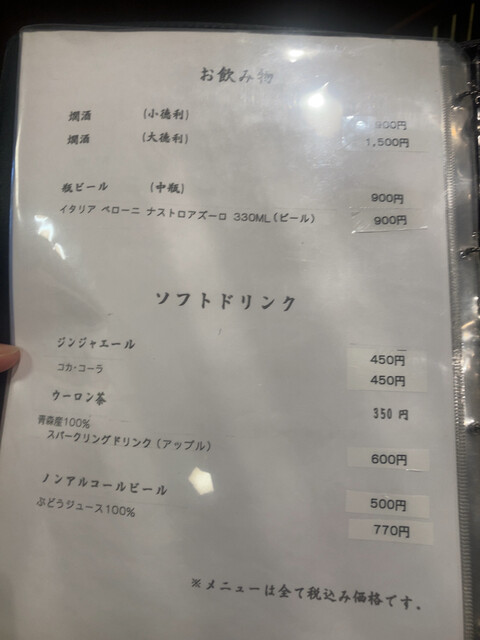 お飲み物
燗酒 (小徳利) 900円
燗酒 (大徳利) 1,500円
瓶ビール (中瓶) 900円
イタリア ペローニ ナストロアズーロ 330ML(ビール) 900円
ソフトドリンク
ジンジャエール 450円
コカ・コーラ 450円
ウーロン茶 350円
青森産100%
スパークリングドリンク(アップル) 600円
ノンアルコールビール 500円
ぶどうジュース100% 770円
※メニューは全て税込み価格です.